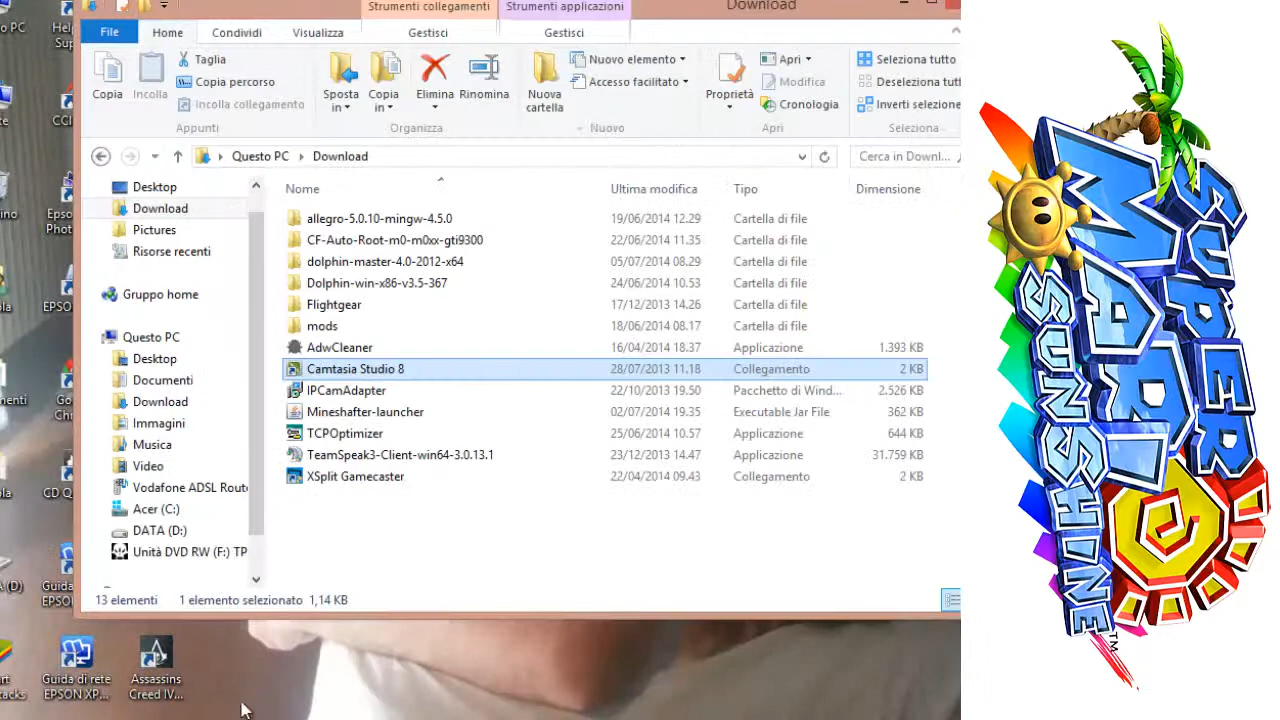 Strumenti collegamenti Strumenti applicazioni Download
File Home Condividi Visualizza Gestisci Gestisci
Copia Incolla Taglia Copia percorso Incolla collegamento
Sposta in Copia in Elimina Rinomina
Nuova cartella Nuovo elemento Accesso facilitato
Proprietà Apri Modifica Cronologia
Seleziona tutto Deseleziona tutt Inverti selezione
Appunti Organizza Nuovo Apri Seleziona
Questo PC Download Cerca in Downl...
Nome Ultima modifica Tipo Dimensione
allegro-5.0.10-mingw-4.5.0 19/06/2014 12.29 Cartella di file
CF-Auto-Root-m0-m0xx-gti9300 22/06/2014 11.35 Cartella di file
dolphin-master-4.0-2012-x64 05/07/2014 08.29 Cartella di file
Dolphin-win-x86-v3.5-367 24/06/2014 10.53 Cartella di file
Flightgear 17/12/2013 14.26 Cartella di file
mods 18/06/2014 08.17 Cartella di file
AdwCleaner 16/04/2014 18.37 Applicazione 1.393 KB
Camtasia Studio 8 28/07/2013 11.18 Collegamento 2 KB
IPCamAdapter 22/10/2013 19.50 Pacchetto di Wind... 2.526 KB
Mineshafter-launcher 02/07/2014 19.35 Executable Jar File 362 KB
TCPOptimizer 25/06/2014 10.57 Applicazione 644 KB
TeamSpeak3-Client-win64-3.0.13.1 23/12/2013 14.47 Applicazione 31.759 KB
XSplit Gamecaster 22/04/2014 09.43 Collegamento 2 KB
Desktop
Download
Pictures
Risorse recenti
Gruppo home
Questo PC
Desktop
Documenti
Download
Immagini
Musica
Video
Vodafone ADSL Route
Acer (C:)
DATA (D:)
Unità DVD RW (F:) TP
13 elementi 1 elemento selezionato 1,14 KB
Guida di rete
EPSON XP...
Assassins
Creed IV...
SUPER
MARIO
SUNSHINE
TM